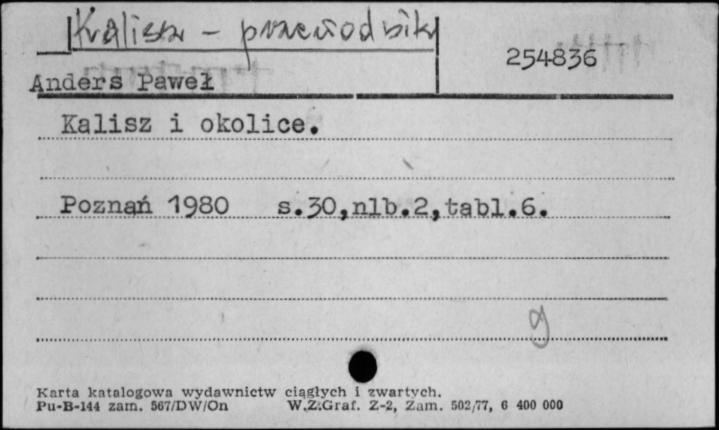 Kalisz - przewodnik
254836
Anders Paweł
Kalisz i okolice.
Poznań 1980 s.30,nlb.2,tabl.6.
g
Karta katalogowa wydawnictw ciągłych i zwartych.
Pu-B-144 zam. 567/DW/On W.Z.Graf. Z-2, Zam. 502/77, 6 400 000